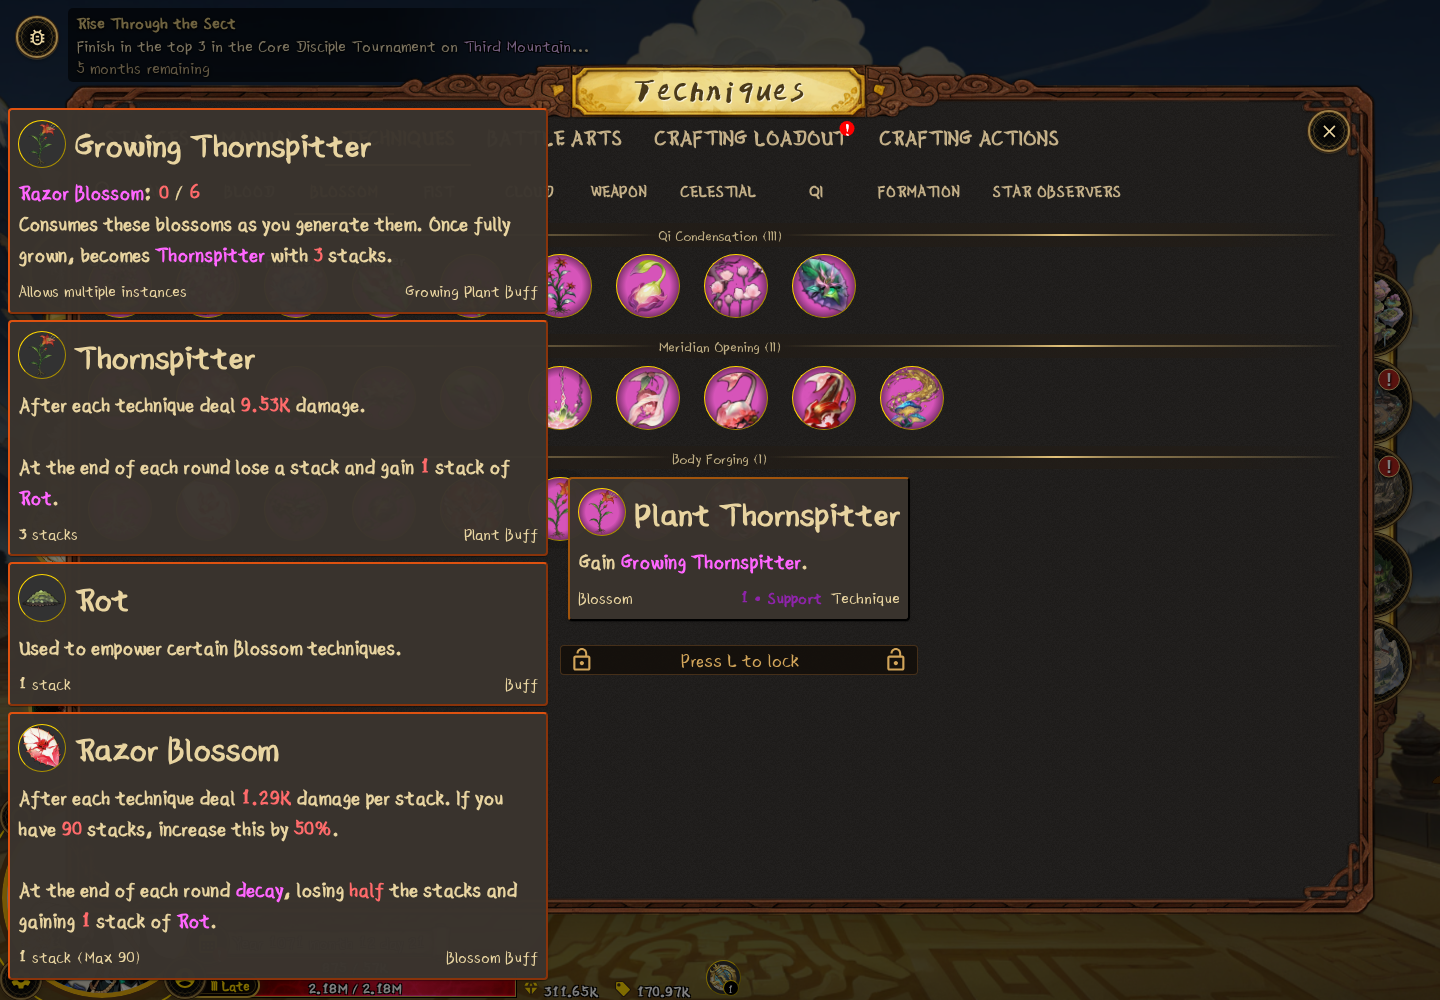 Rise Through the Sect
Finish in the top 3 in the Core Disciple Tournament on Third Mountain...
5 months remaining
Techniques
BATTLE ARTS
CRAFTING LOADOUT
!
CRAFTING ACTIONS
WEAPON
CELESTIAL
QI
FORMATION
STAR OBSERVERS
Qi Condensation (III)
Meridian Opening (II)
Body Forging (I)
Growing Thornspitter
Razor Blossom: 0 / 6
Consumes these blossoms as you generate them. Once fully
grown, becomes Thornspitter with 3 stacks.
Allows multiple instances
Growing Plant Buff
Thornspitter
After each technique deal 9.53K damage.
At the end of each round lose a stack and gain 1 stack of
Rot.
3 stacks
Plant Buff
Rot
Used to empower certain Blossom techniques.
1 stack
Buff
Razor Blossom
After each technique deal 1.29K damage per stack. If you
have 90 stacks, increase this by 50%.
At the end of each round decay, losing half the stacks and
gaining 1 stack of Rot.
1 stack (Max 90)
Blossom Buff
Plant Thornspitter
Gain Growing Thornspitter.
Blossom
1 • Support Technique
Press L to lock
!
!
III Late
2.18M / 2.18M
311.65K
170.97K
1